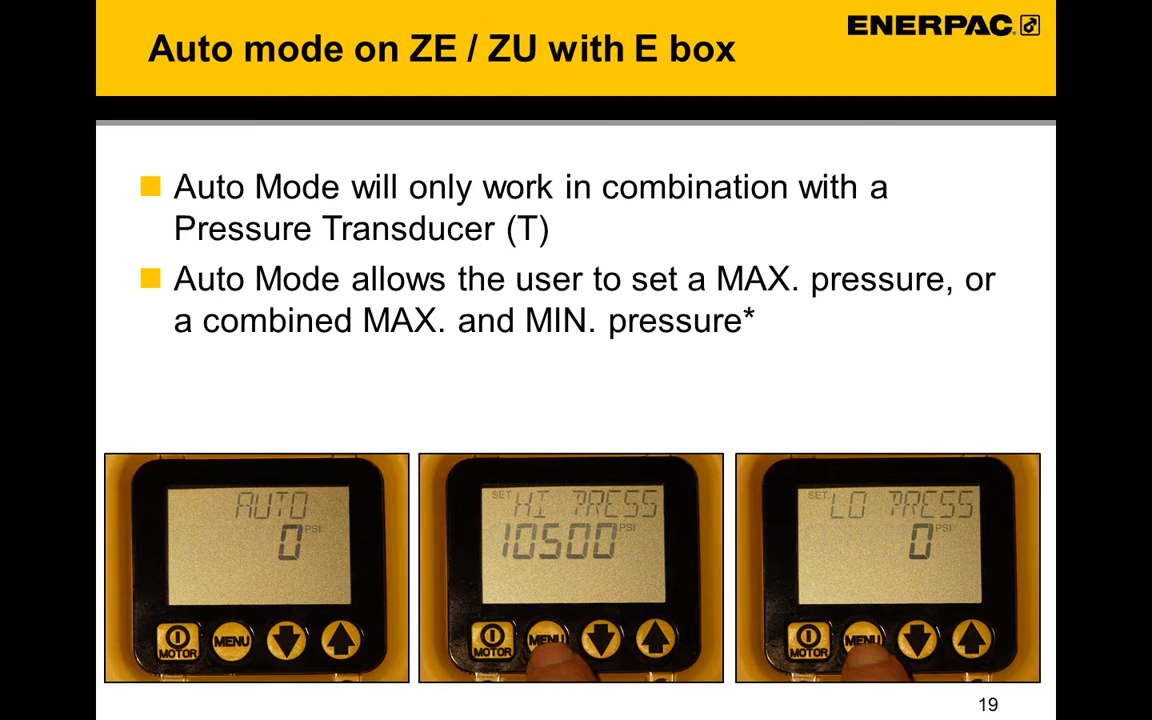 ENERPAC
Auto mode on ZE / ZU with E box
Auto Mode will only work in combination with a
Pressure Transducer (T)
Auto Mode allows the user to set a MAX. pressure, or
a combined MAX. and MIN. pressure*
AUTO
0 PSI
MOTOR MENU
SET HI PRESS
10500 PSI
MOTOR MENU
SET LO PRESS
0 PSI
MOTOR MENU
19